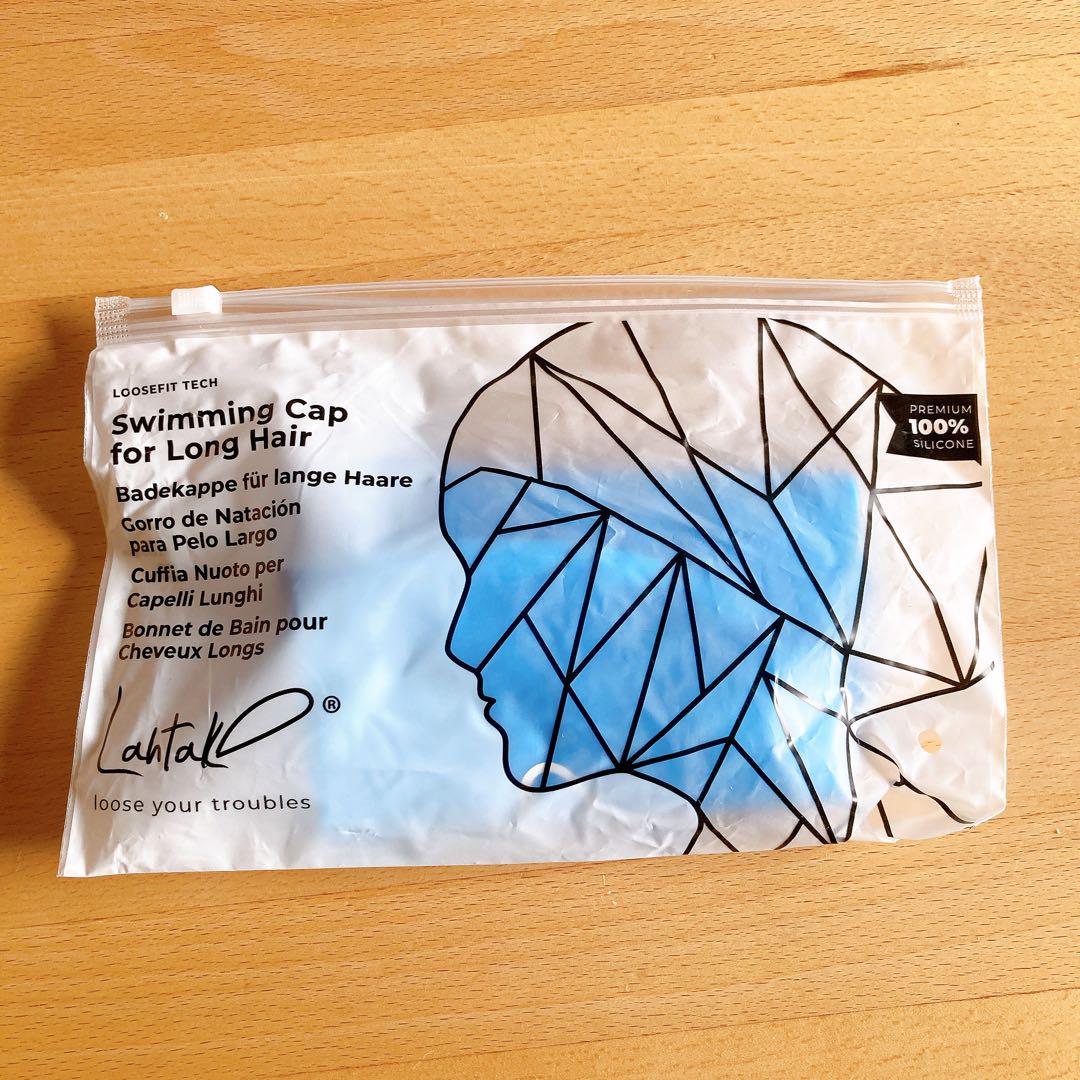 LOOSEFIT TECH
Swimming Cap
for Long Hair
Badekappe für lange Haare
Gorro de Natación
para Pelo Largo
Cuffia Nuoto per
Capelli Lunghi
Bonnet de Bain pour
Cheveux Longs
Lahtak ®
loose your troubles
PREMIUM
100%
SILICONE